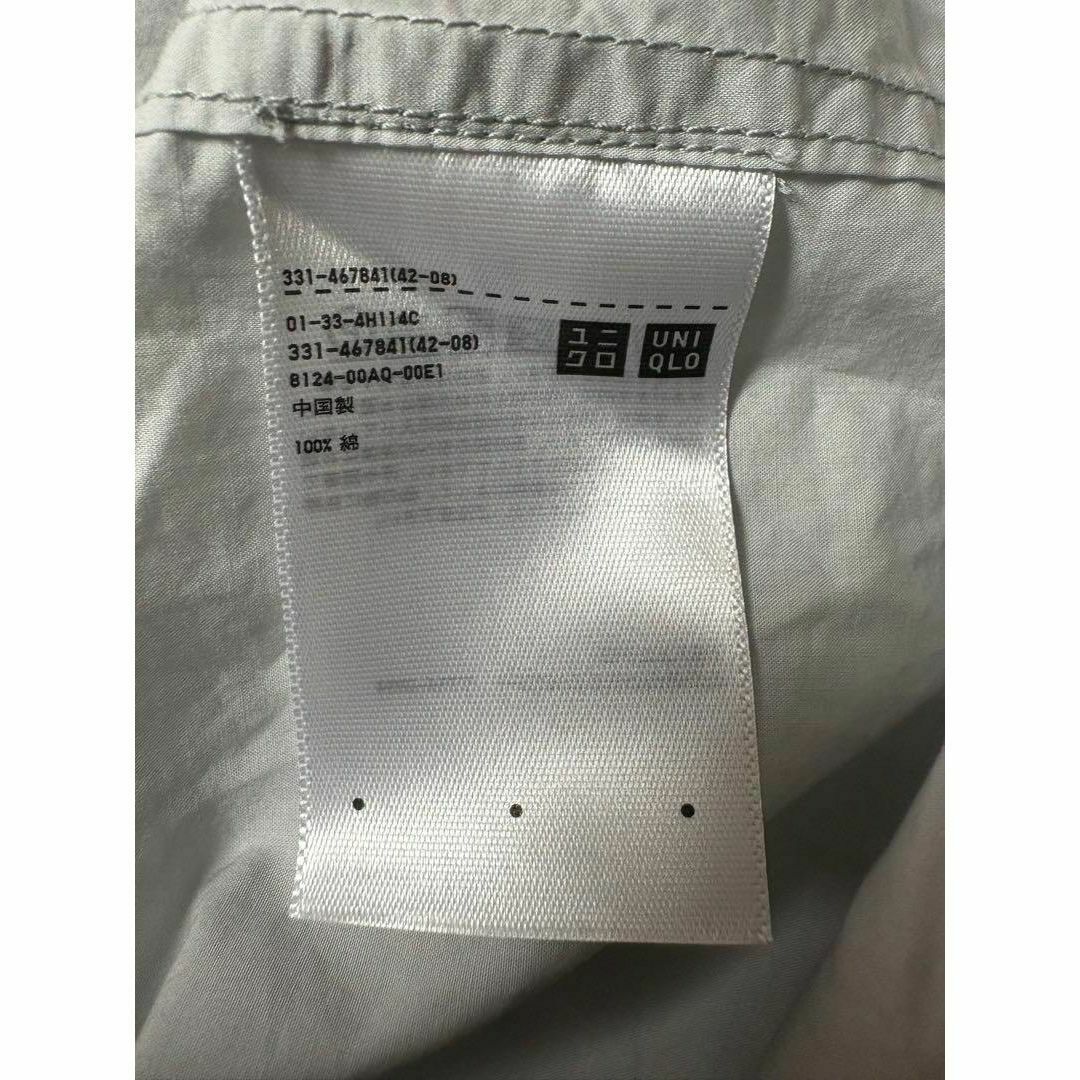 331-467841(42-08)
01-33-4H114C
331-467841(42-08)
8124-00AQ-00E1
中国製
100% 綿
ユニ
クロ
UNI
QLO